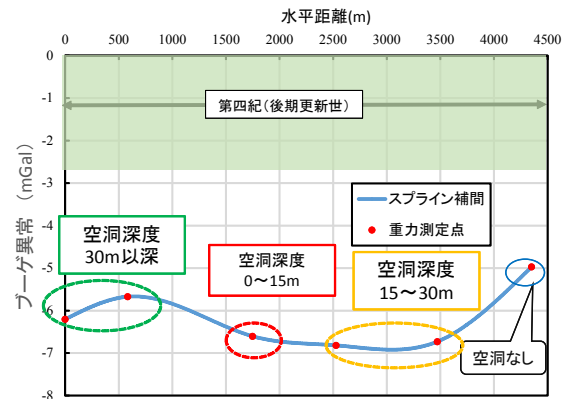 水平距離(m)
0 500 1000 1500 2000 2500 3000 3500 4000 4500
0
-1
-2
-3
-4
-5
-6
-7
-8
ブーゲ異常 (mGal)
第四紀(後期更新世)
スプライン補間
重力測定点
空洞深度
30m以深
空洞深度
0～15m
空洞深度
15～30m
空洞なし